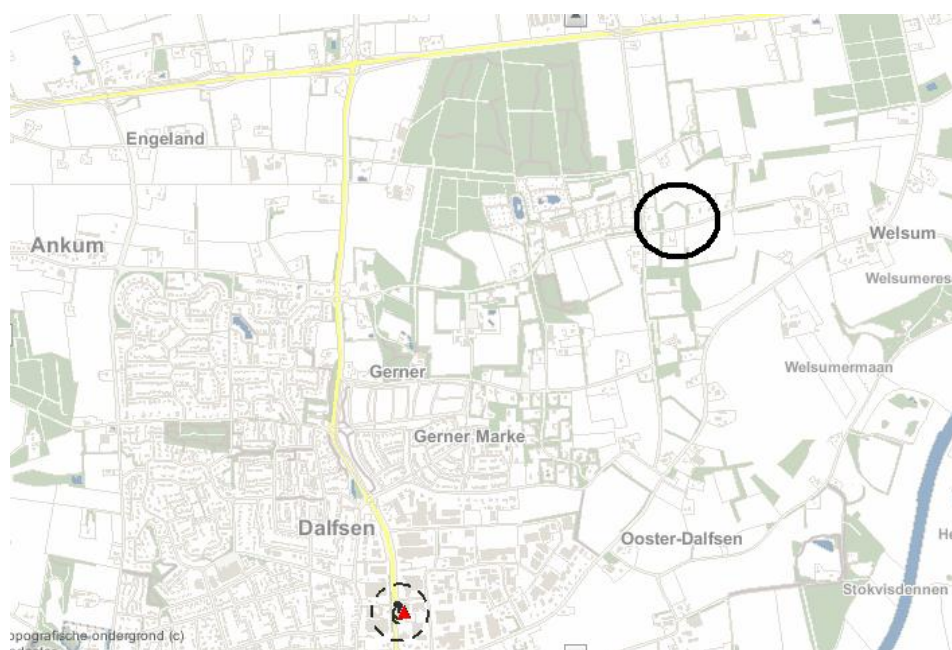 Engeland
Ankum
Welsum
Welsumeres
Gerner
Welsumermaan
Gerner Marke
Dalfsen
Ooster-Dalfsen
He
Stokvisdennen
opografische ondergrond (c)